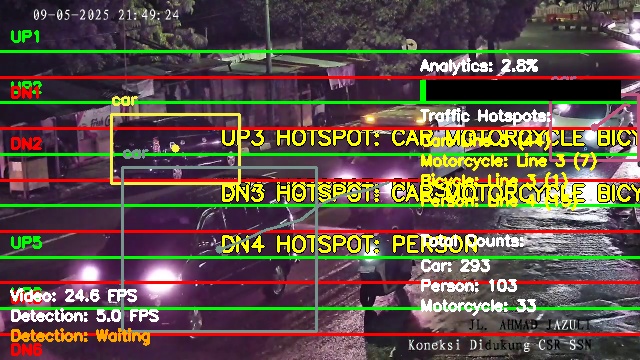 09-05-2025 21:49:24
UP1
Analytics: 2.8%
UP2
DN1
car
Traffic Hotspots:
UP3 HOTSPOT: CAR MOTORCYCLE BICY
DN2
car
Motorcycle: Line 3 (7)
Bicycle: Line 3 (1)
DN3 HOTSPOT: CAR MOTORCYCLE BICY
UP5
DN4 HOTSPOT: PERSON
Total Counts:
Car: 293
Person: 103
Motorcycle: 33
Video: 24.6 FPS
Detection: 5.0 FPS
Detection: Waiting
JL. AHMAD JAZULI
Koneksi Didukung CSR SSN
DN6